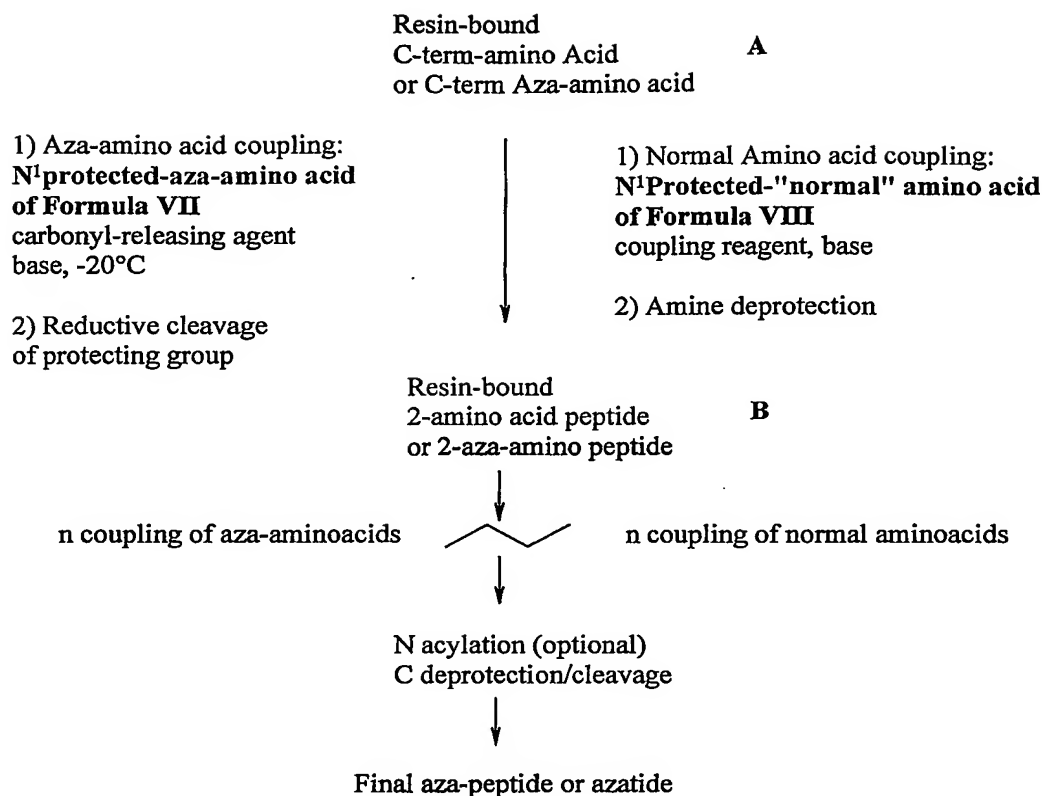 Resin-bound
C-term-amino Acid
or C-term Aza-amino acid
A
1) Aza-amino acid coupling:
N¹protected-aza-amino acid
of Formula VII
carbonyl-releasing agent
base, -20°C
2) Reductive cleavage
of protecting group
1) Normal Amino acid coupling:
N¹Protected-"normal" amino acid
of Formula VIII
coupling reagent, base
2) Amine deprotection
Resin-bound
2-amino acid peptide
or 2-aza-amino peptide
B
n coupling of aza-aminoacids
n coupling of normal aminoacids
N acylation (optional)
C deprotection/cleavage
Final aza-peptide or azatide